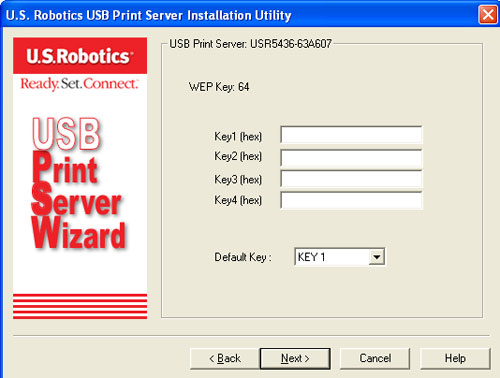 U.S. Robotics USB Print Server Installation Utility
U.S.Robotics
Ready. Set. Connect.
USB
Print
Server
Wizard
USB Print Server: USR5436-63A607
WEP Key: 64
Key1 (hex)
Key2 (hex)
Key3 (hex)
Key4 (hex)
Default Key : KEY 1
< Back Next > Cancel Help